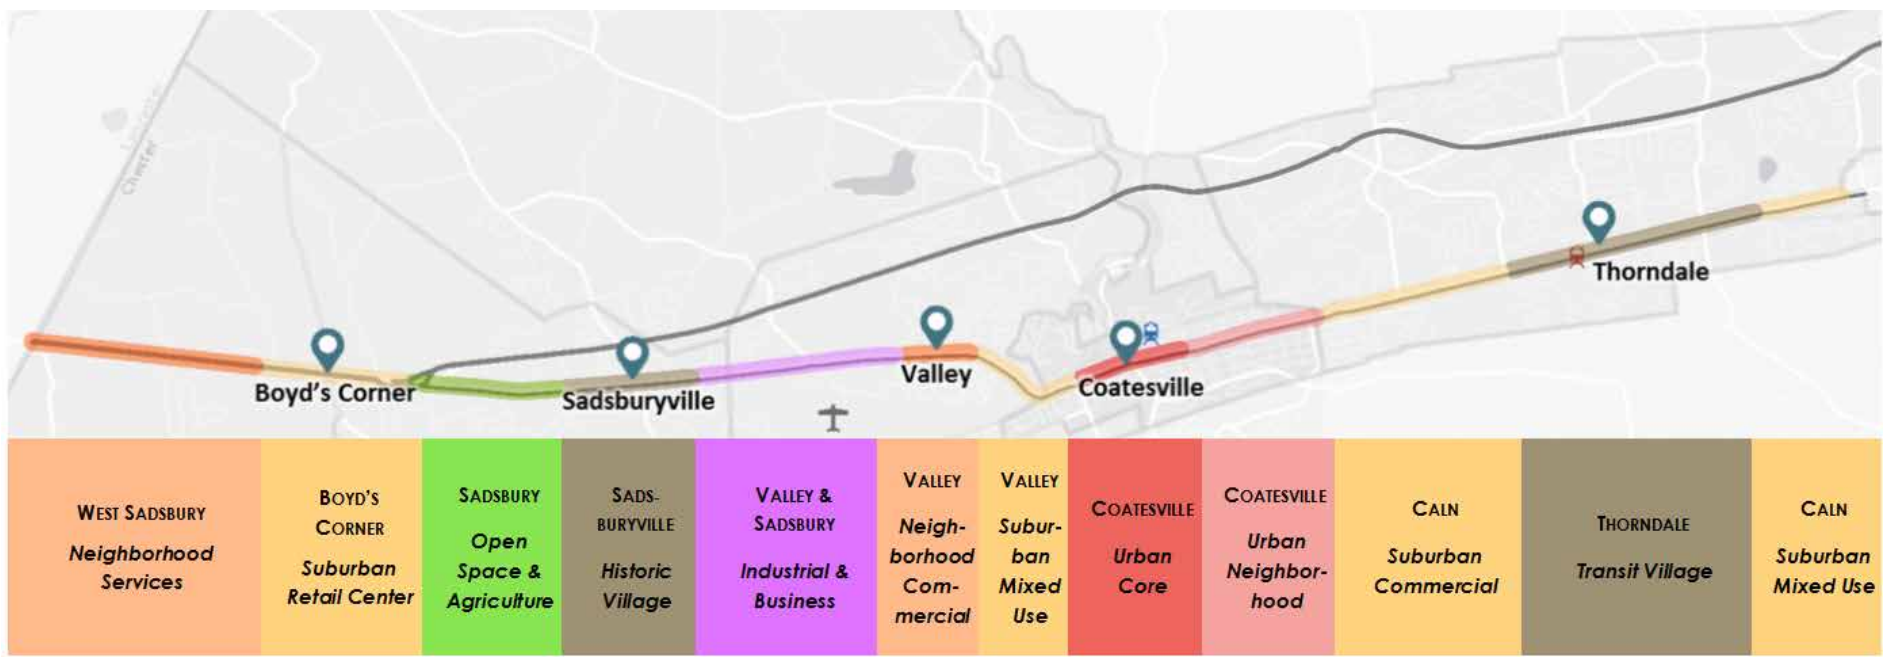 Lancaster
Chester
Boyd's Corner
Sadsburyville
Valley
Coatesville
Thorndale
WEST SADSBURY
Neighborhood
Services
BOYD'S
CORNER
Suburban
Retail Center
SADSBURY
Open
Space &
Agriculture
SADS-
BURYVILLE
Historic
Village
VALLEY &
SADSBURY
Industrial &
Business
VALLEY
Neigh-
borhood
Com-
mercial
VALLEY
Subur-
ban
Mixed
Use
COATESVILLE
Urban
Core
COATESVILLE
Urban
Neighbor-
hood
CALN
Suburban
Commercial
THORNDALE
Transit Village
CALN
Suburban
Mixed Use